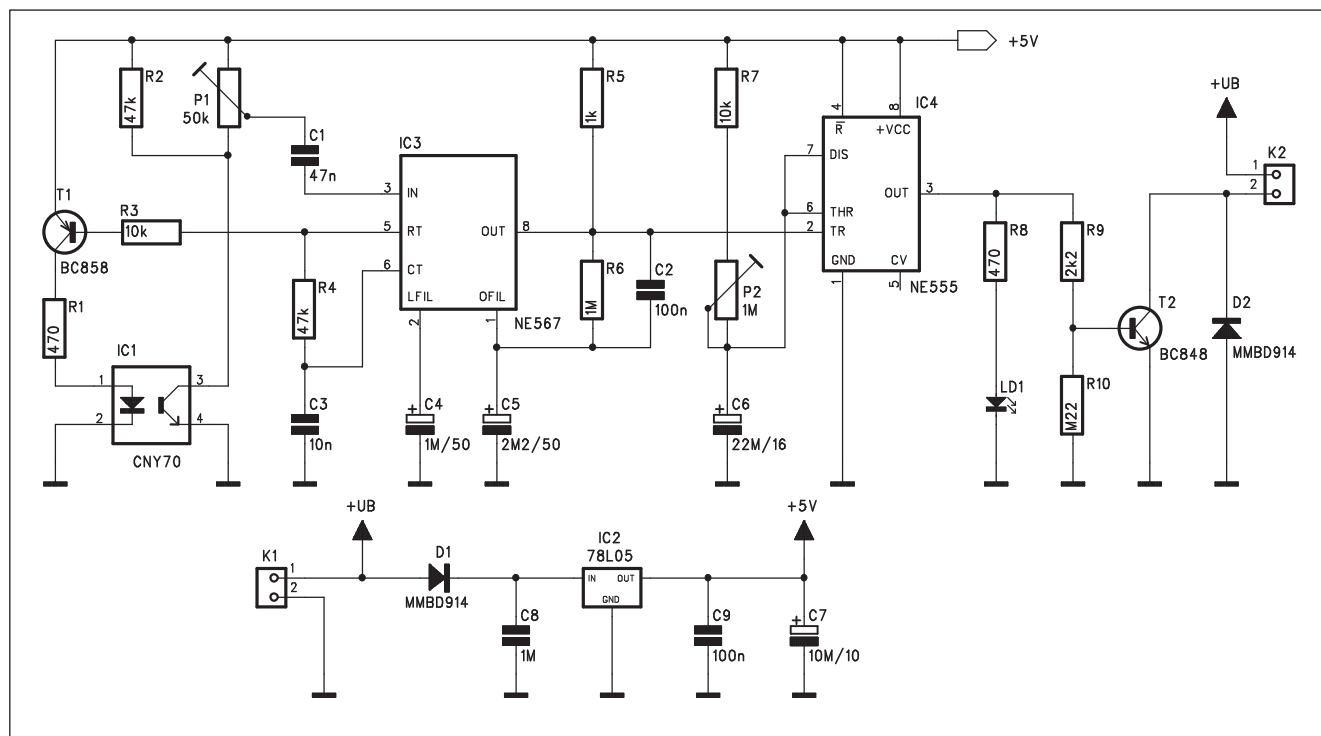 +5V
R2
47k
P1
50k
R5
1k
R7
10k
IC4
4
8
R
+VCC
+UB
C1
47n
IC3
7
DIS
K2
1
2
3
IN
OUT
3
T1
R3
10k
5
RT
OUT
8
6
THR
2
TR
BC858
6
CT
R6
1M
C2
100n
P2
1M
GND
CV
1
5
NE555
R8
470
R9
2k2
R4
47k
LFIL
OFIL
2
1
NE567
R1
470
T2
BC848
D2
MMBD914
IC1
1
3
2
4
CNY70
C3
10n
+
C4
1M/50
+
C5
2M2/50
+
C6
22M/16
LD1
R10
M22
+UB
+5V
K1
1
2
D1
MMBD914
IC2
78L05
IN
OUT
GND
C8
1M
C9
100n
+
C7
10M/10